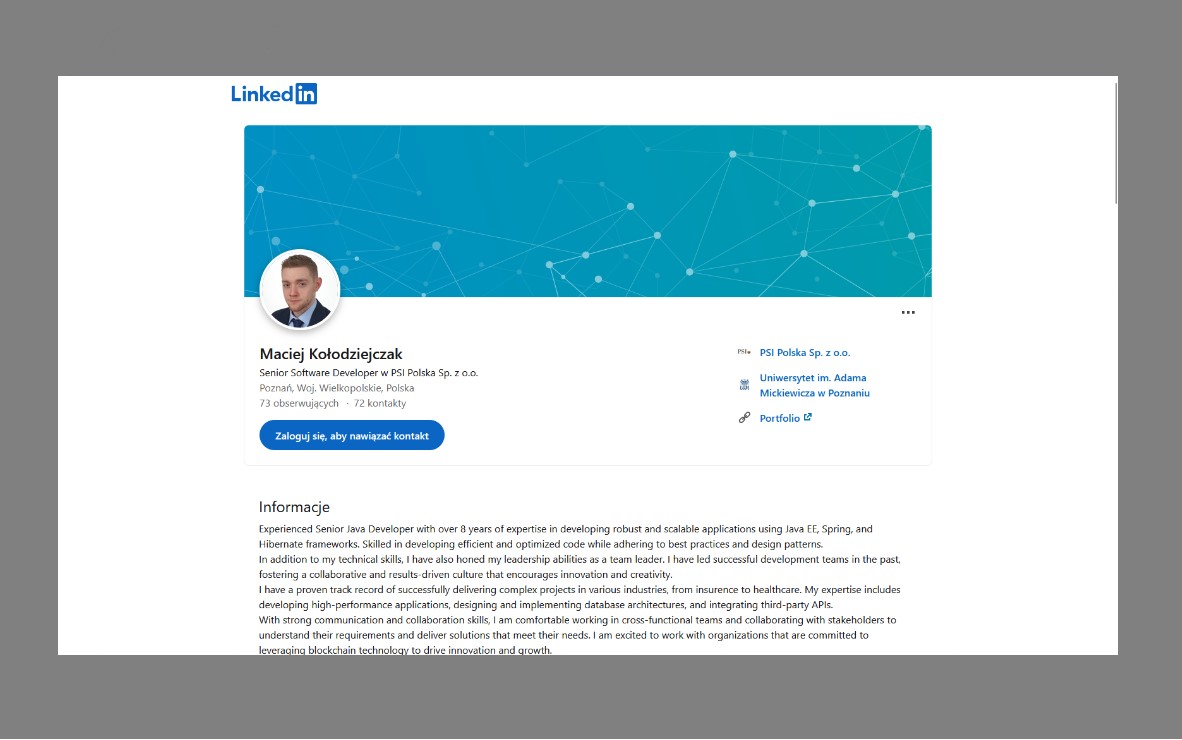 Linkedin
Maciej Kołodziejczak
Senior Software Developer w PSI Polska Sp. z o.o.
Poznań, Woj. Wielkopolskie, Polska
73 obserwujących · 72 kontakty
Zaloguj się, aby nawiązać kontakt
PSI Polska Sp. z o.o.
Uniwersytet im. Adama
Mickiewicza w Poznaniu
Portfolio
Informacje
Experienced Senior Java Developer with over 8 years of expertise in developing robust and scalable applications using Java EE, Spring, and
Hibernate frameworks. Skilled in developing efficient and optimized code while adhering to best practices and design patterns.
In addition to my technical skills, I have also honed my leadership abilities as a team leader. I have led successful development teams in the past,
fostering a collaborative and results-driven culture that encourages innovation and creativity.
I have a proven track record of successfully delivering complex projects in various industries, from insurence to healthcare. My expertise includes
developing high-performance applications, designing and implementing database architectures, and integrating third-party APIs.
With strong communication and collaboration skills, I am comfortable working in cross-functional teams and collaborating with stakeholders to
understand their requirements and deliver solutions that meet their needs. I am excited to work with organizations that are committed to
leveraging blockchain technology to drive innovation and growth.